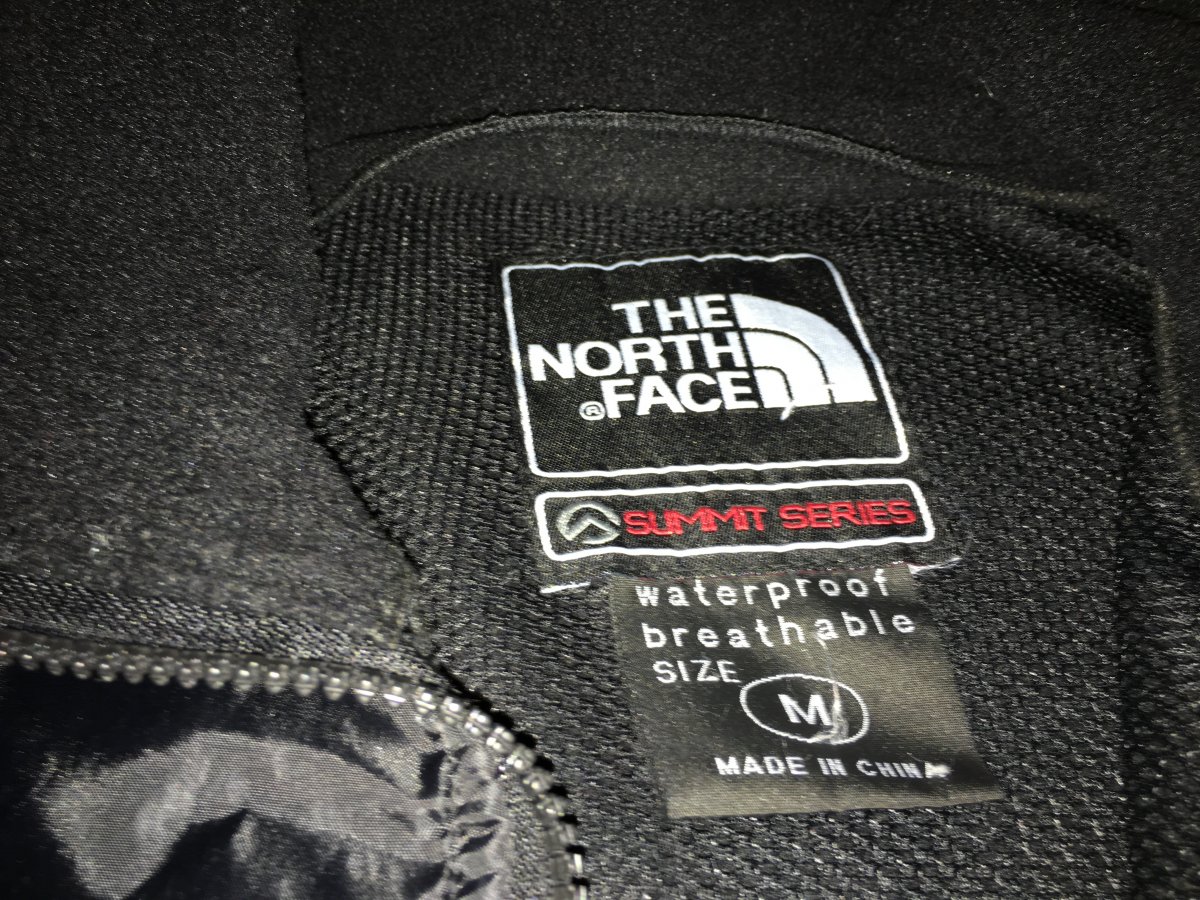 THE
NORTH
®FACE
SUMMIT SERIES
waterproof
breathable
SIZE
M
MADE IN CHINA